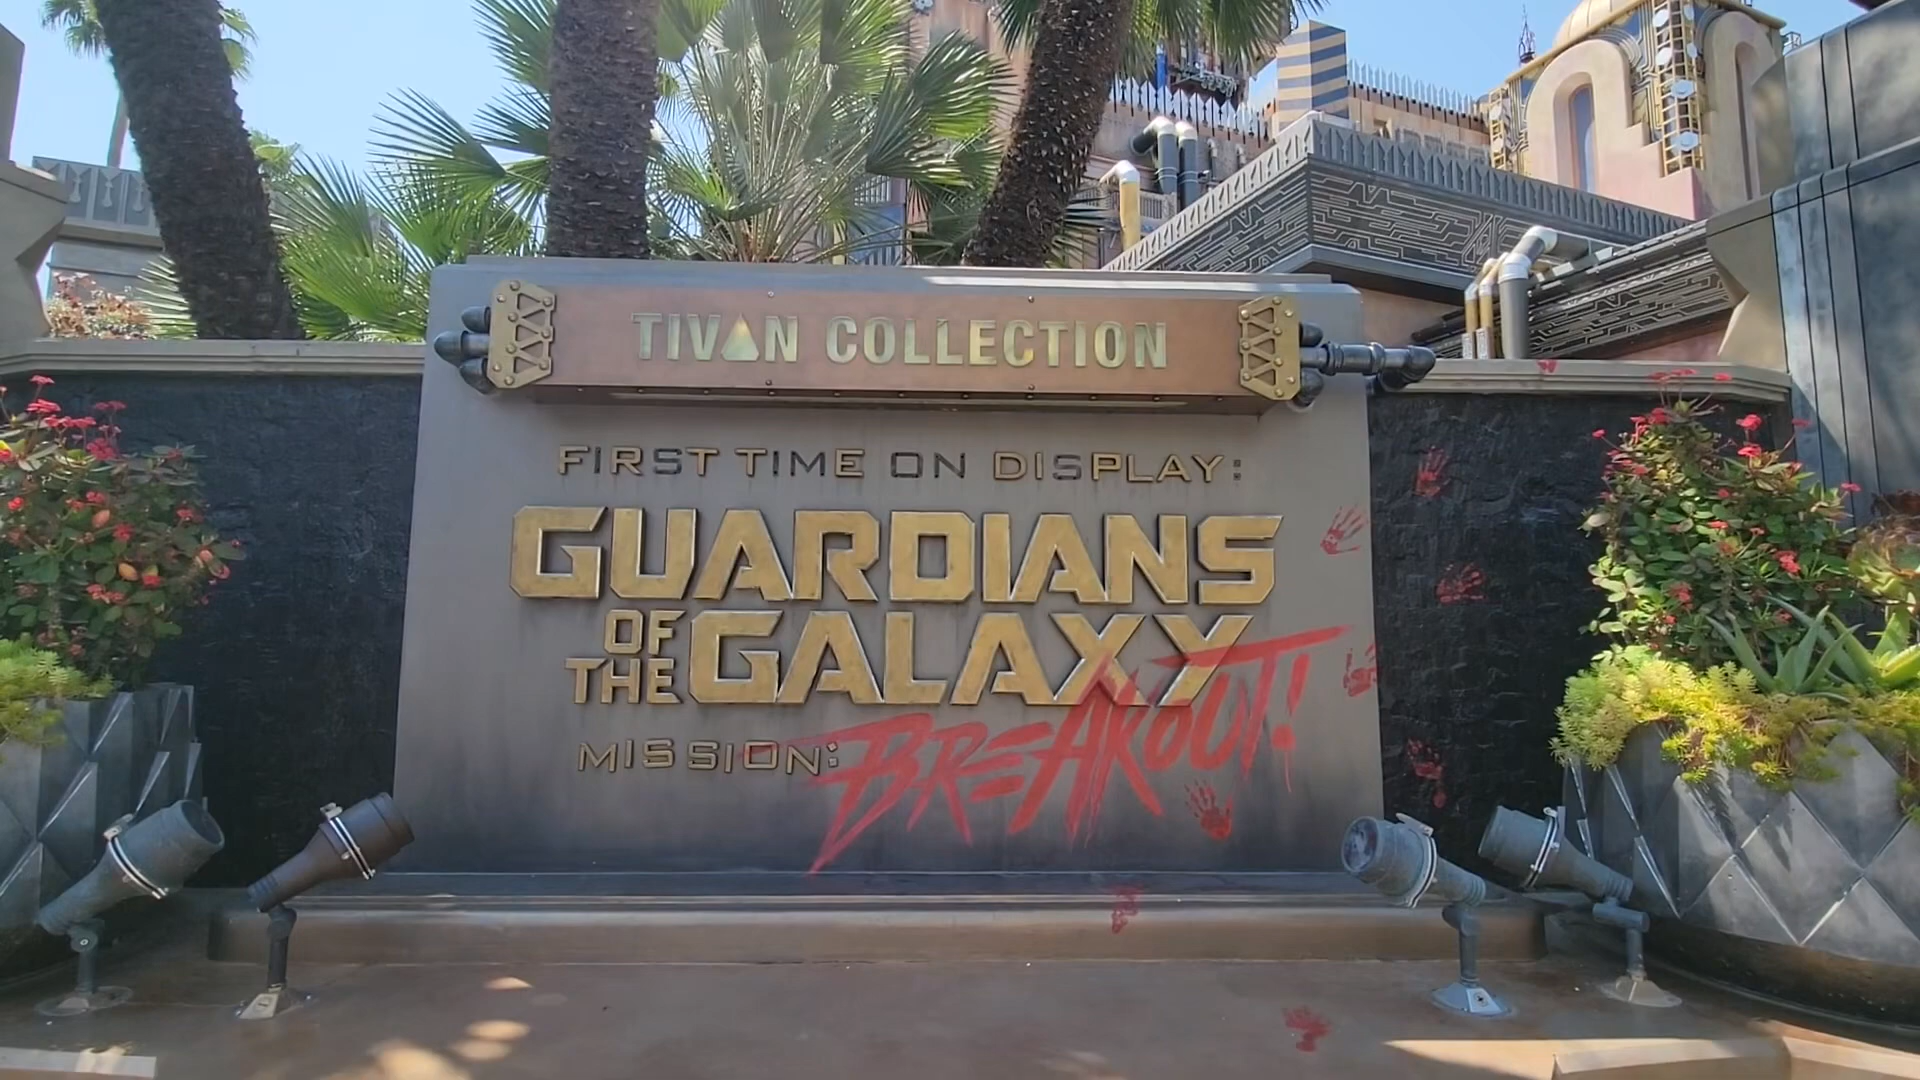 TIVAN COLLECTION
FIRST TIME ON DISPLAY:
GUARDIANS
OF THE GALAXY
MISSION: BREAKOUT!